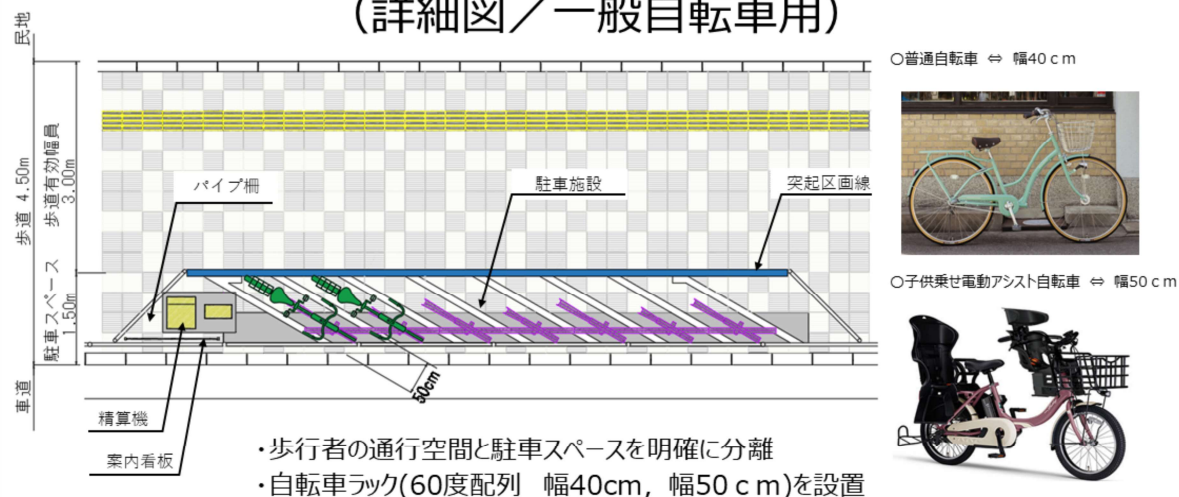 (詳細図/一般自転車用)
民地
歩道 4.50m
歩道有効幅員
3.00m
駐車スペース
1.50m
車道
パイプ柵
駐車施設
突起区画線
50cm
精算機
案内看板
・歩行者の通行空間と駐車スペースを明確に分離
・自転車ラック(60度配列 幅40cm, 幅50cm)を設置
〇普通自転車 ⇔ 幅40cm
〇子供乗せ電動アシスト自転車 ⇔ 幅50cm